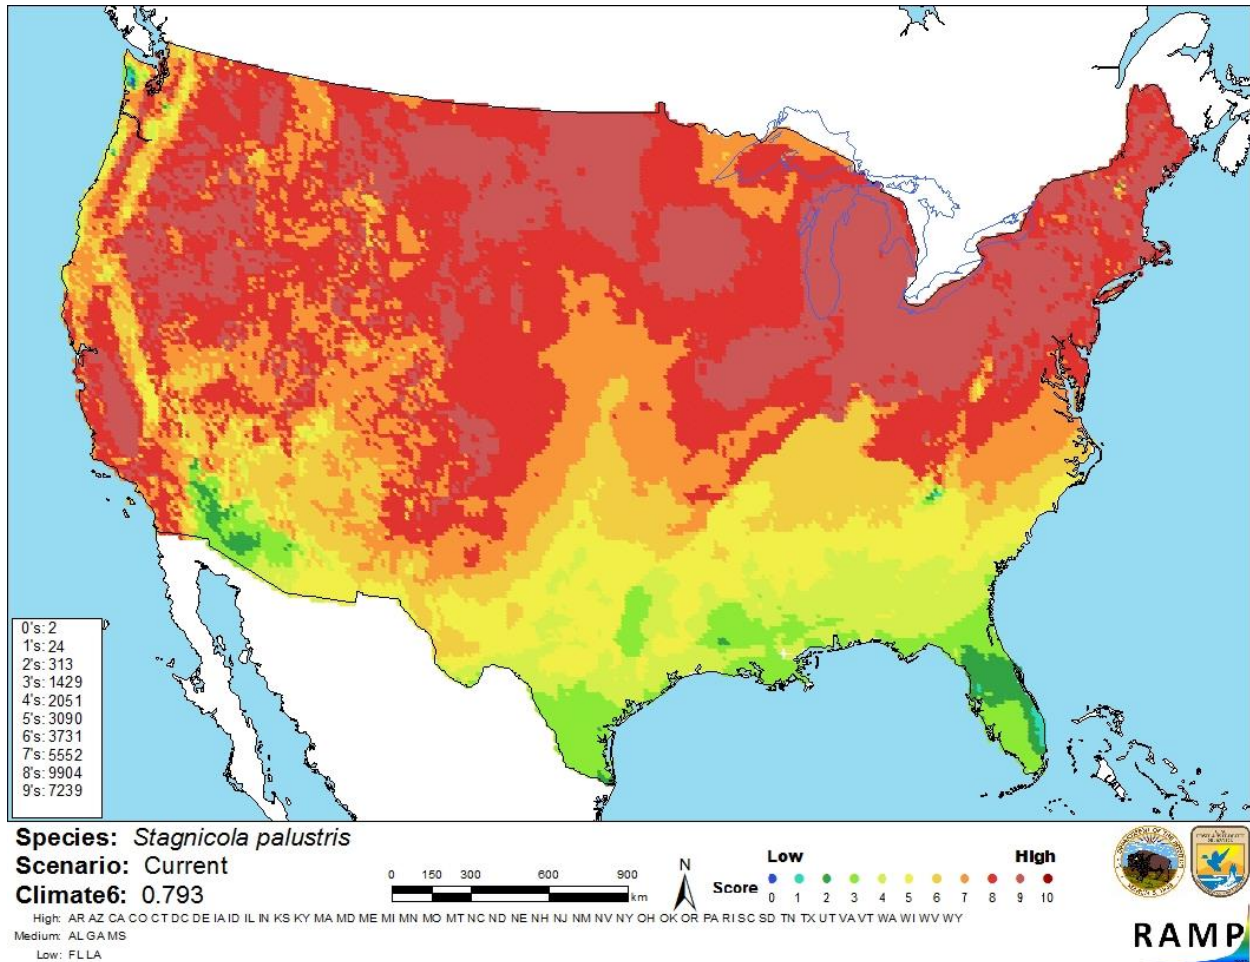 0's: 2
1's: 24
2's: 313
3's: 1429
4's: 2051
5's: 3090
6's: 3731
7's: 5552
8's: 9904
9's: 7239
Species: Stagnicola palustris
Scenario: Current
Climate6: 0.793
0 150 300 600 900
km
N
Low High
Score
0 1 2 3 4 5 6 7 8 9 10
High: AR AZ CA CO CT DC DE IA ID IL IN KS KY MA MD ME MI MN MO MT NC ND NE NH NJ NM NV NY OH OK OR PA RI SC SD TN TX UT VA VT WA WI WV WY
Medium: AL GA MS
Low: FL LA
RAMP